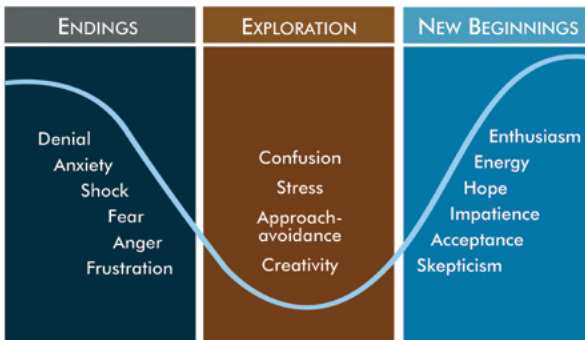 ENDINGS
Denial
Anxiety
Shock
Fear
Anger
Frustration
EXPLORATION
Confusion
Stress
Approach-
avoidance
Creativity
NEW BEGINNINGS
Enthusiasm
Energy
Hope
Impatience
Acceptance
Skepticism